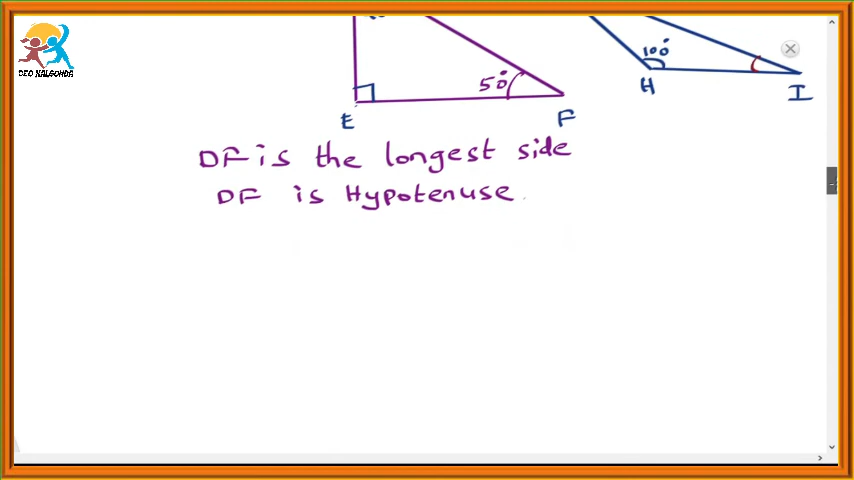 DEO NALGONDA
50°
100°
E
F
H
I
DF is the longest side
DF is Hypotenuse